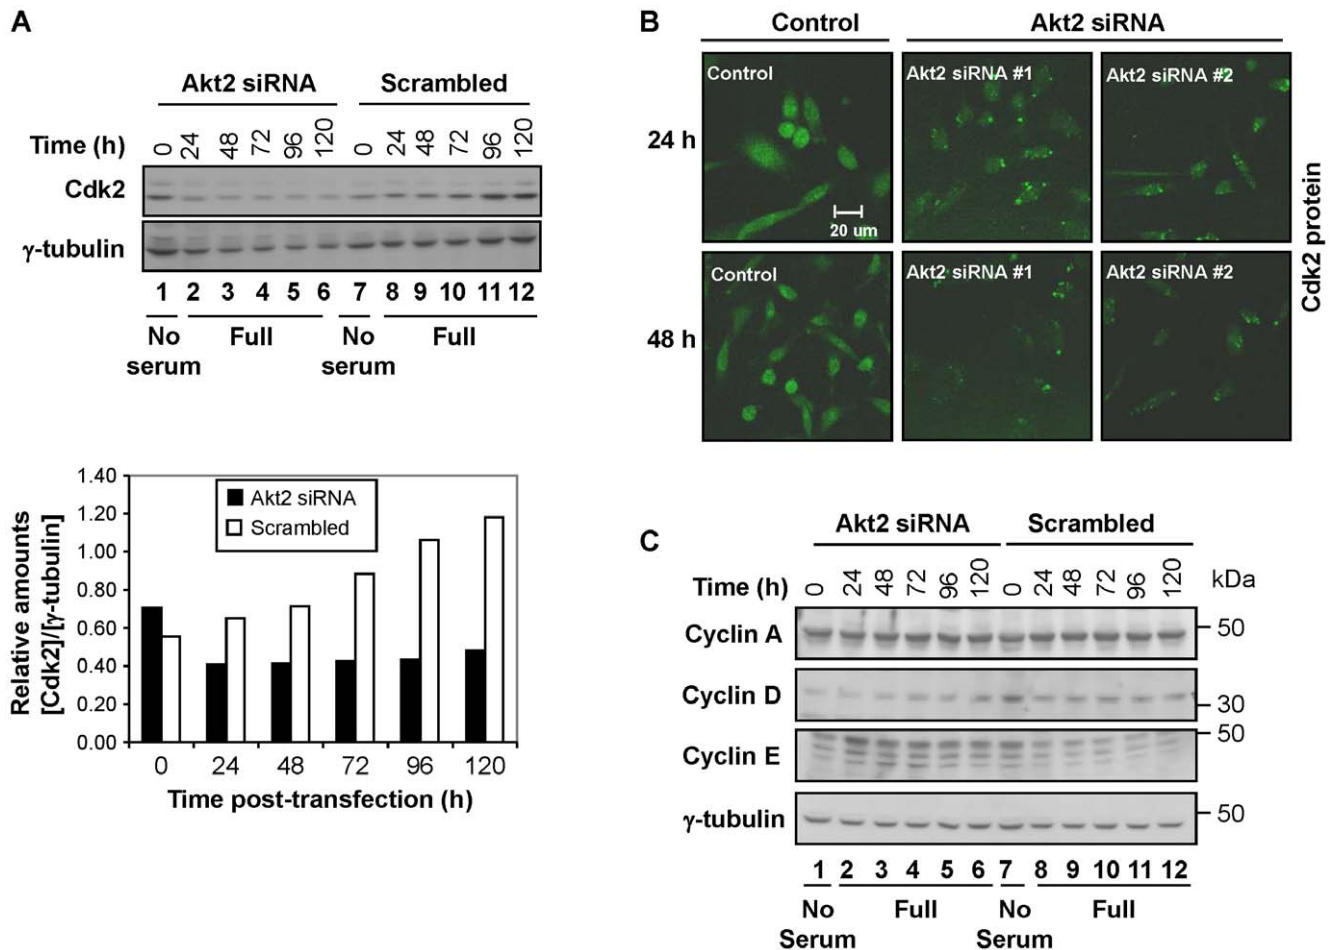 A
Akt2 siRNA Scrambled
Time (h) 0 24 48 72 96 120 0 24 48 72 96 120
Cdk2
γ-tubulin
1 2 3 4 5 6 7 8 9 10 11 12
No serum Full No serum Full
1.40
1.20
1.00
0.80
0.60
0.40
0.20
0.00
Relative amounts
[Cdk2]/[γ-tubulin]
Akt2 siRNA
Scrambled
0 24 48 72 96 120
Time post-transfection (h)
B
Control Akt2 siRNA
24 h
Control Akt2 siRNA #1 Akt2 siRNA #2
20 um
48 h
Control Akt2 siRNA #1 Akt2 siRNA #2
Cdk2 protein
C
Akt2 siRNA Scrambled
Time (h) 0 24 48 72 96 120 0 24 48 72 96 120 kDa
Cyclin A 50
Cyclin D 30
Cyclin E 50
γ-tubulin 50
1 2 3 4 5 6 7 8 9 10 11 12
No Serum Full No Serum Full